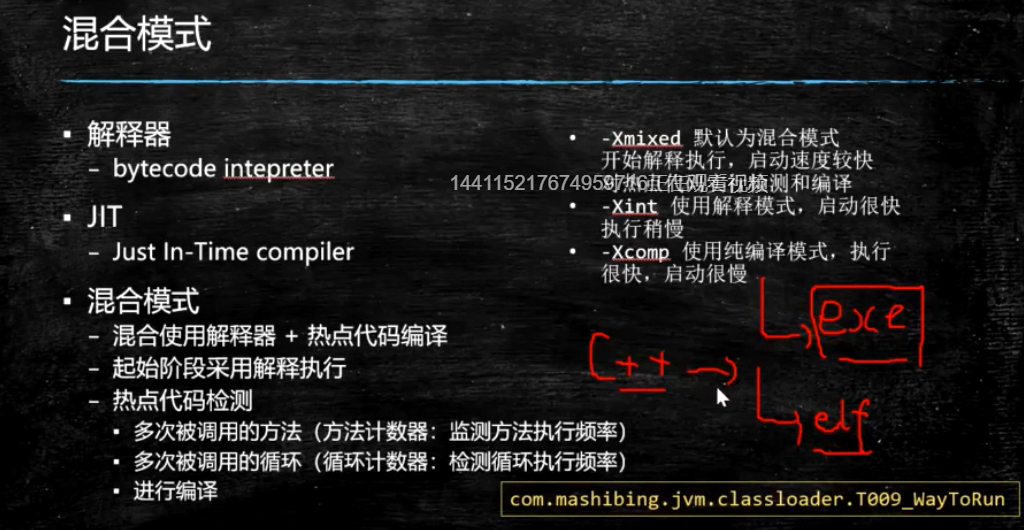 混合模式
▪ 解释器
– bytecode intepreter
▪ JIT
– Just In-Time compiler
▪ 混合模式
– 混合使用解释器 + 热点代码编译
– 起始阶段采用解释执行
– 热点代码检测
▪ 多次被调用的方法（方法计数器：监测方法执行频率）
▪ 多次被调用的循环（循环计数器：检测循环执行频率）
▪ 进行编译
• -Xmixed 默认为混合模式
开始解释执行，启动速度较快
对热点代码实行检测和编译
• -Xint 使用解释模式，启动很快
执行稍慢
• -Xcomp 使用纯编译模式，执行
很快，启动很慢
exe
C++ →
elf
com.mashibing.jvm.classloader.T009_WayToRun